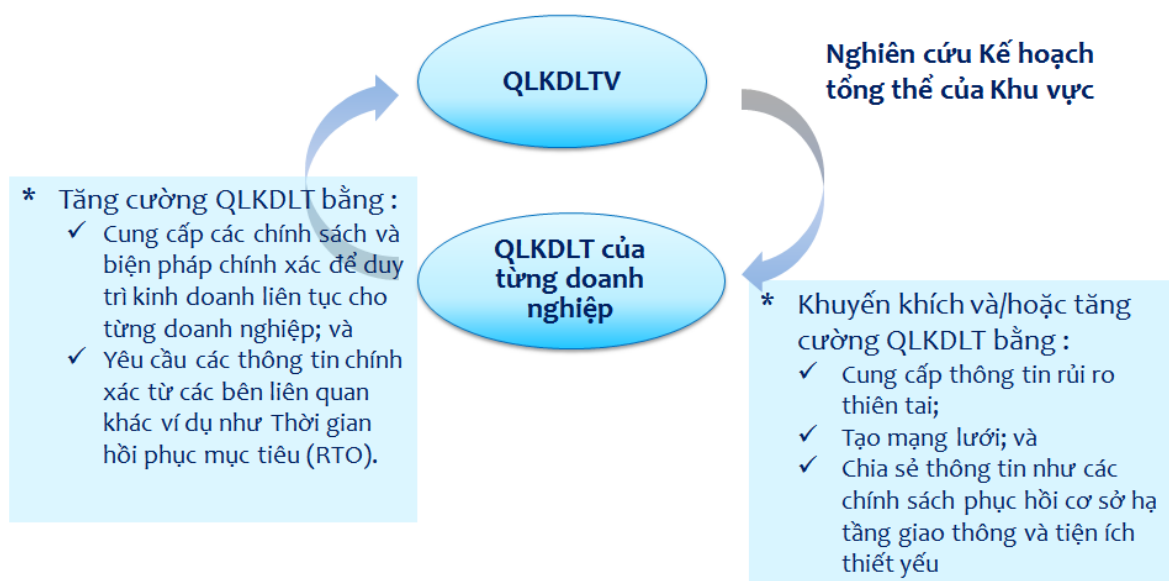 QLKDLTV
Nghiên cứu Kế hoạch
tổng thể của Khu vực
* Tăng cường QLKDLT bằng :
✓ Cung cấp các chính sách và
biện pháp chính xác để duy
trì kinh doanh liên tục cho
từng doanh nghiệp; và
✓ Yêu cầu các thông tin chính
xác từ các bên liên quan
khác ví dụ như Thời gian
hồi phục mục tiêu (RTO).
QLKDLT của
từng doanh
nghiệp
* Khuyến khích và/hoặc tăng
cường QLKDLT bằng :
✓ Cung cấp thông tin rủi ro
thiên tai;
✓ Tạo mạng lưới; và
✓ Chia sẻ thông tin như các
chính sách phục hồi cơ sở hạ
tầng giao thông và tiện ích
thiết yếu